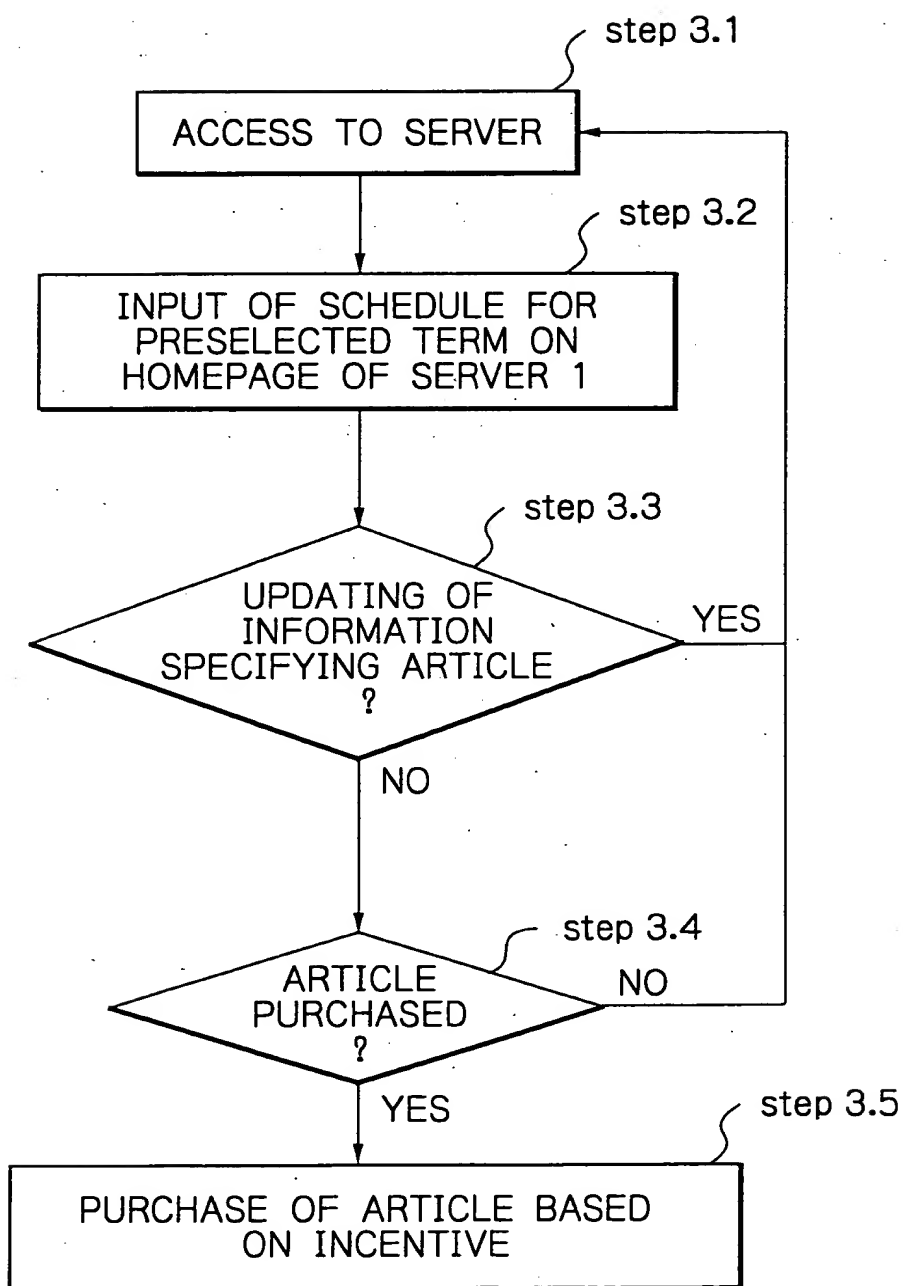 step 3.1
ACCESS TO SERVER
step 3.2
INPUT OF SCHEDULE FOR
PRESELECTED TERM ON
HOMEPAGE OF SERVER 1
step 3.3
UPDATING OF
INFORMATION
SPECIFYING ARTICLE
?
YES
NO
step 3.4
ARTICLE
PURCHASED
?
NO
YES
step 3.5
PURCHASE OF ARTICLE BASED
ON INCENTIVE